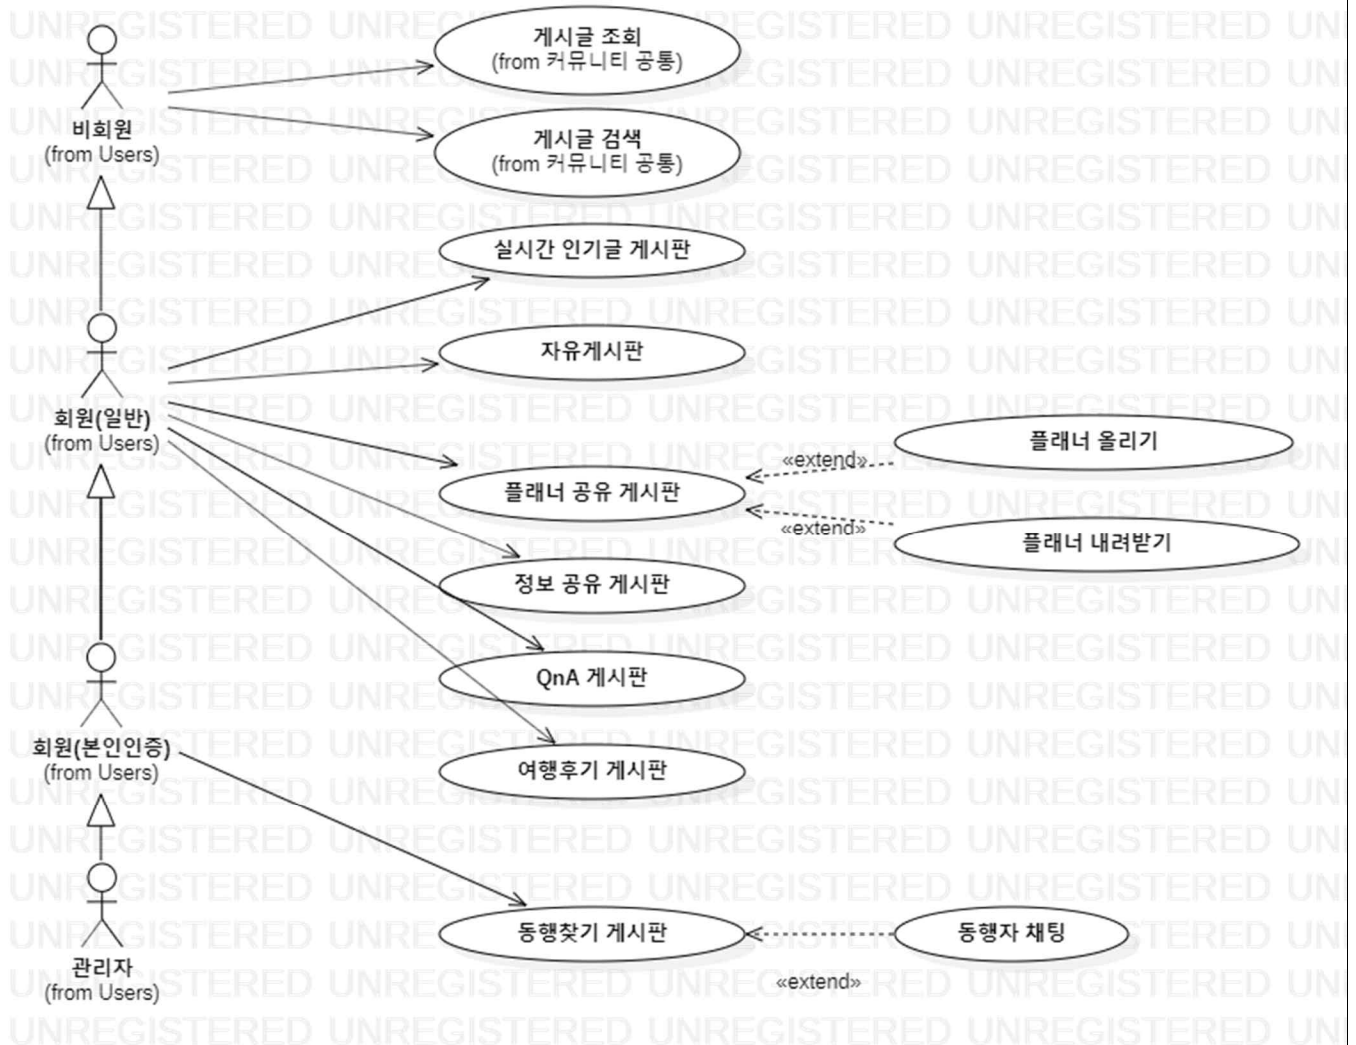 비회원
(from Users)
게시글 조회
(from 커뮤니티 공통)
게시글 검색
(from 커뮤니티 공통)
실시간 인기글 게시판
자유게시판
회원(일반)
(from Users)
플래너 공유 게시판
«extend»
플래너 올리기
«extend»
플래너 내려받기
정보 공유 게시판
QnA 게시판
회원(본인인증)
(from Users)
여행후기 게시판
관리자
(from Users)
동행찾기 게시판
«extend»
동행자 채팅
UNREGISTERED